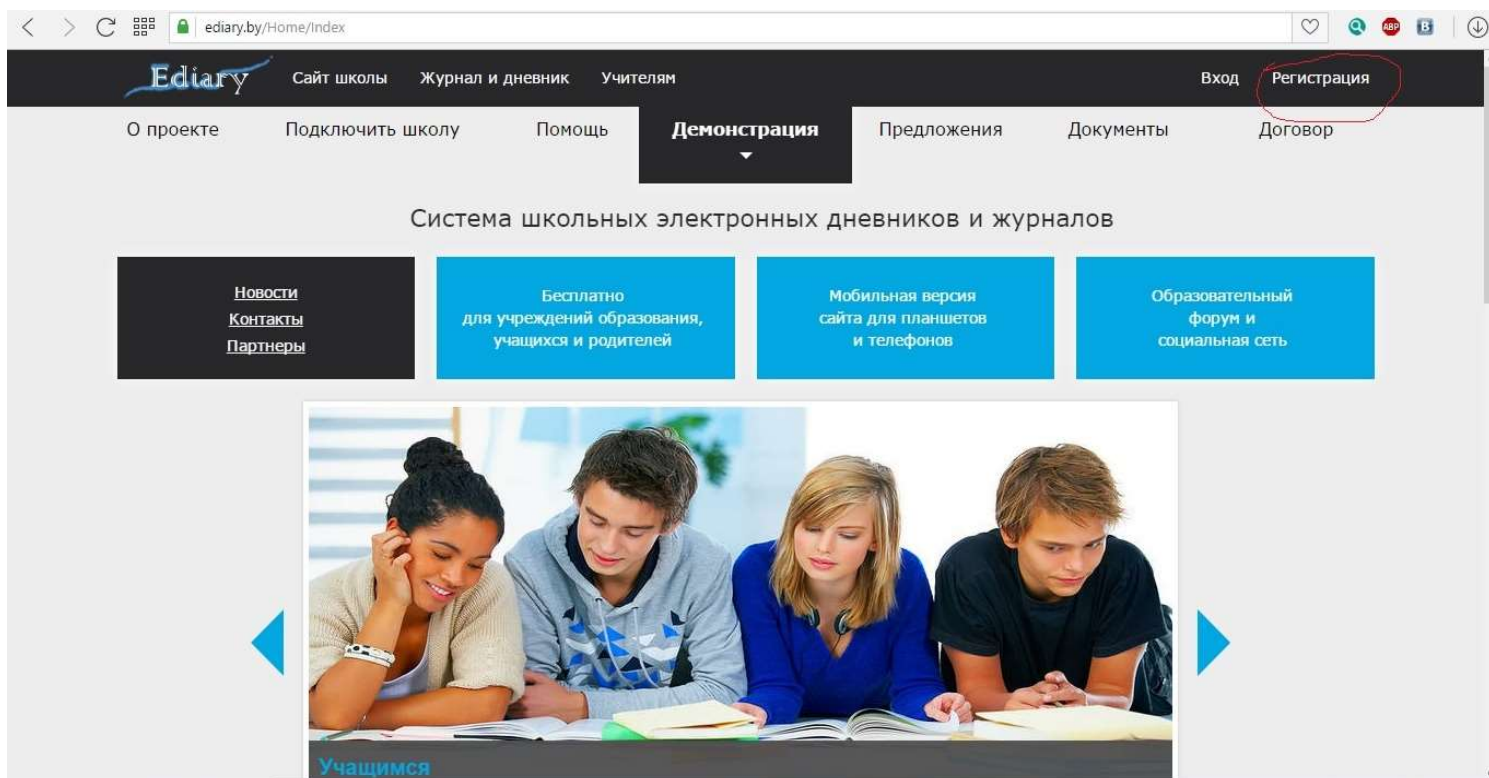 ediary.by/Home/Index
ABP
B
Ediary
Сайт школы
Журнал и дневник
Учителям
Вход
Регистрация
О проекте
Подключить школу
Помощь
Демонстрация
Предложения
Документы
Договор
Система школьных электронных дневников и журналов
Новости
Контакты
Партнеры
Бесплатно
для учреждений образования,
учащихся и родителей
Мобильная версия
сайта для планшетов
и телефонов
Образовательный
форум и
социальная сеть
Учащимся